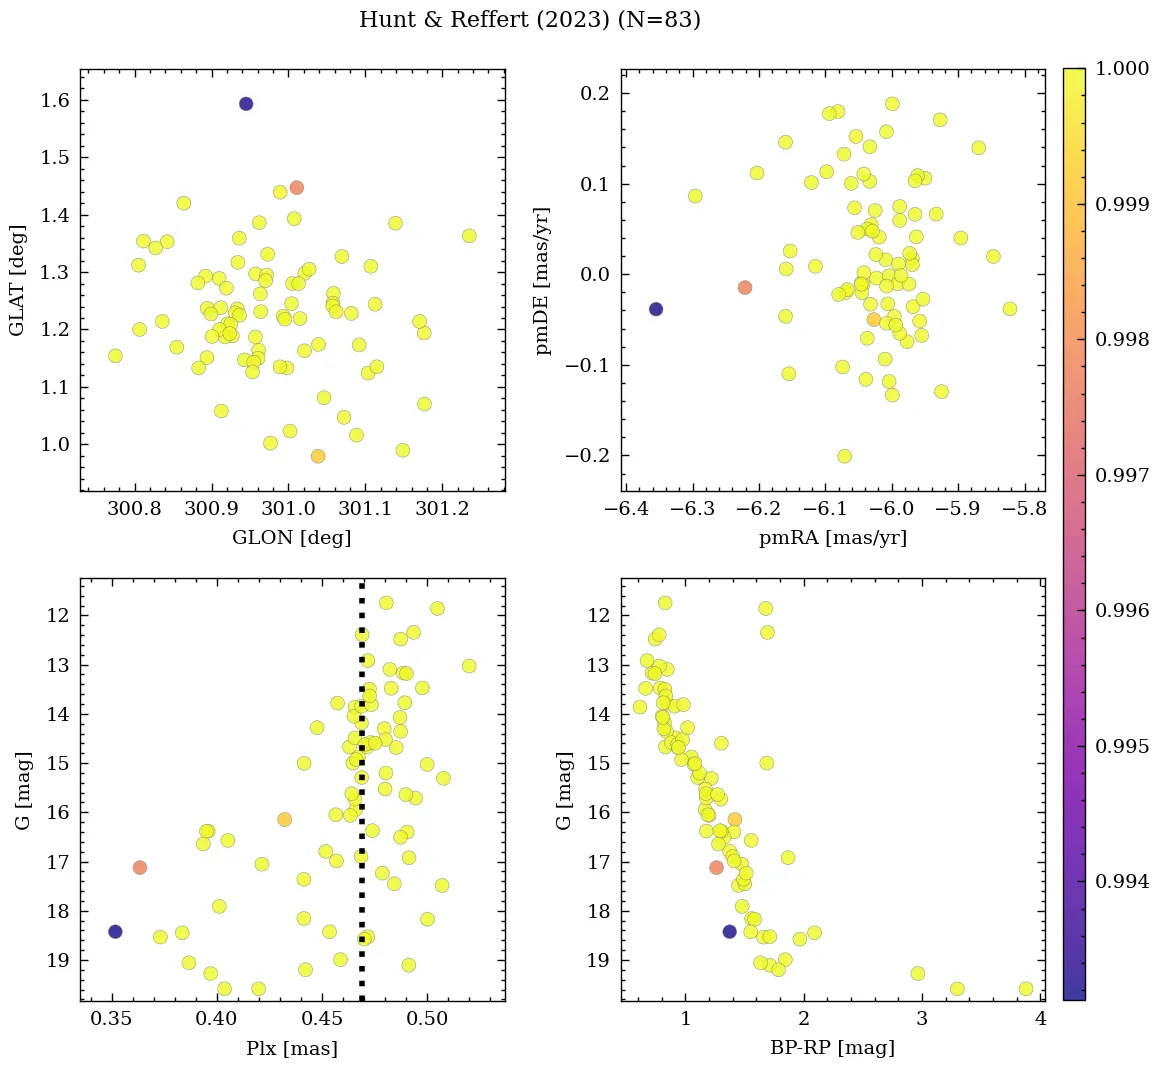 Hunt & Reffert (2023) (N=83)
1.6
1.5
1.4
1.3
1.2
1.1
1.0
GLAT [deg]
300.8 300.9 301.0 301.1 301.2
GLON [deg]
0.2
0.1
0.0
−0.1
−0.2
pmDE [mas/yr]
−6.4 −6.3 −6.2 −6.1 −6.0 −5.9 −5.8
pmRA [mas/yr]
12
13
14
15
16
17
18
19
G [mag]
0.35 0.40 0.45 0.50
Plx [mas]
12
13
14
15
16
17
18
19
G [mag]
1 2 3 4
BP-RP [mag]
1.000
0.999
0.998
0.997
0.996
0.995
0.994